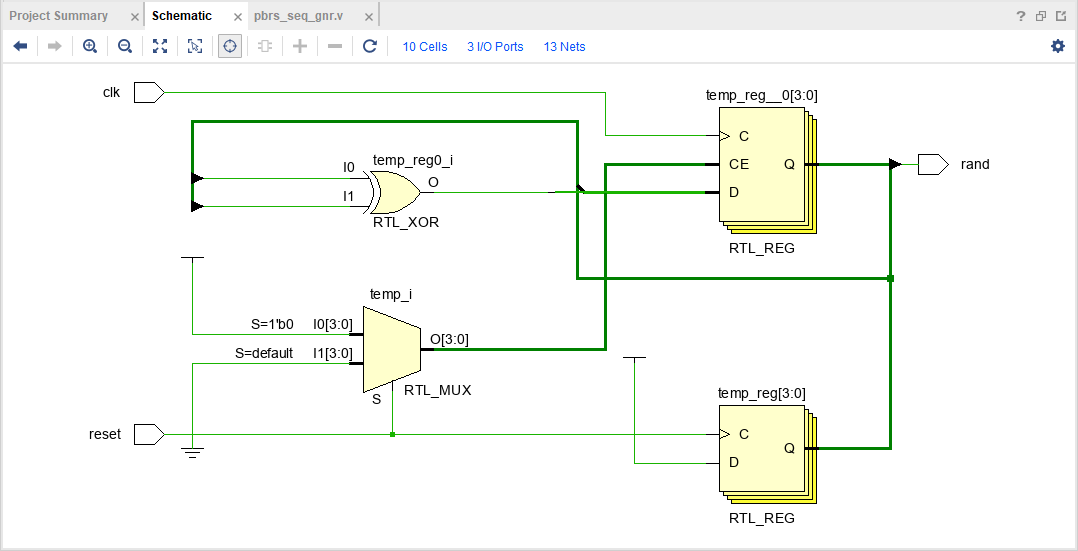 Project Summary × Schematic × pbrs_seq_gnr.v × ?
10 Cells 3 I/O Ports 13 Nets
clk
temp_reg__0[3:0]
C
CE
Q
D
RTL_REG
rand
temp_reg0_i
I0
I1
O
RTL_XOR
temp_i
S=1'b0 I0[3:0]
S=default I1[3:0]
O[3:0]
S
RTL_MUX
reset
temp_reg[3:0]
C
Q
D
RTL_REG